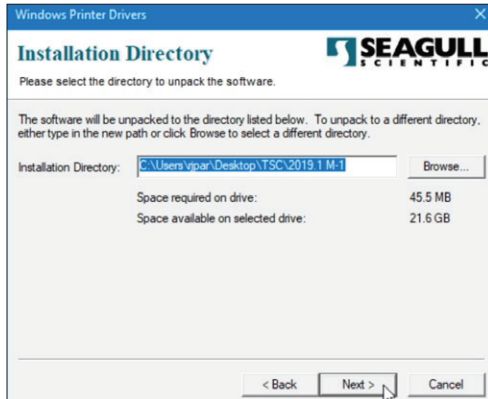 Windows Printer Drivers
Installation Directory
SEAGULL
SCIENTIFIC
Please select the directory to unpack the software.
The software will be unpacked to the directory listed below. To unpack to a different directory,
either type in the new path or click Browse to select a different directory.
Installation Directory: C:\Users\rjpar\Desktop\TSC\2019.1 M-1 Browse...
Space required on drive: 45.5 MB
Space available on selected drive: 21.6 GB
< Back Next > Cancel